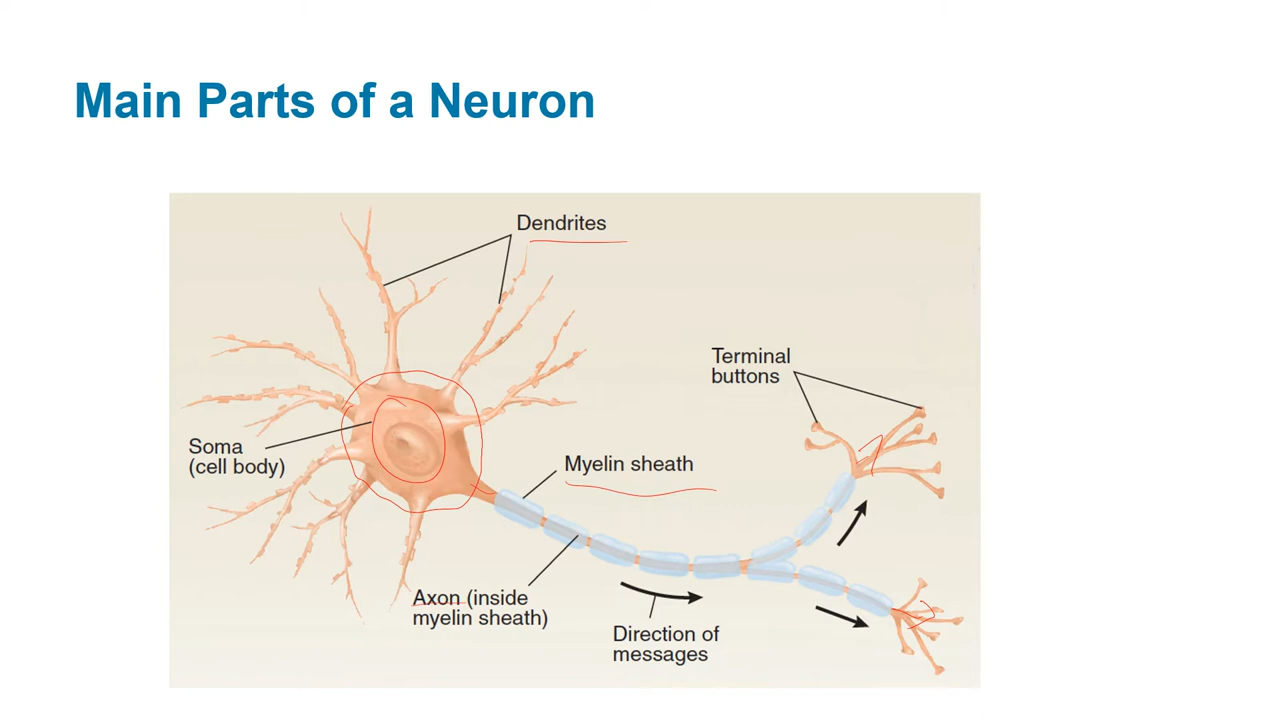 Main Parts of a Neuron
Dendrites
Terminal
buttons
Soma
(cell body)
Myelin sheath
Axon (inside
myelin sheath)
Direction of
messages